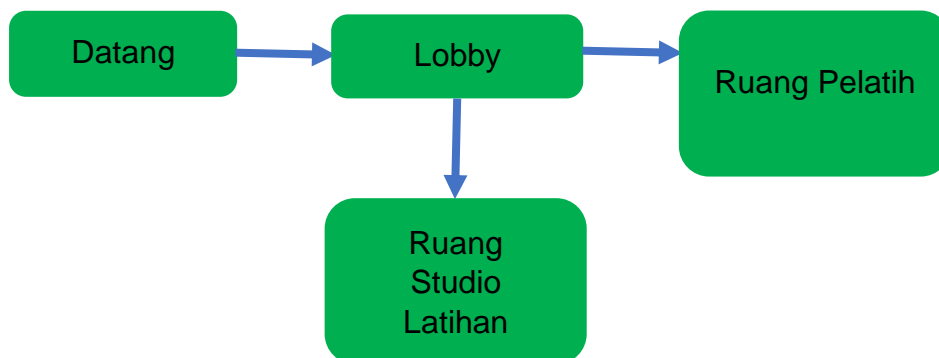 Datang
Lobby
Ruang Pelatih
Ruang
Studio
Latihan